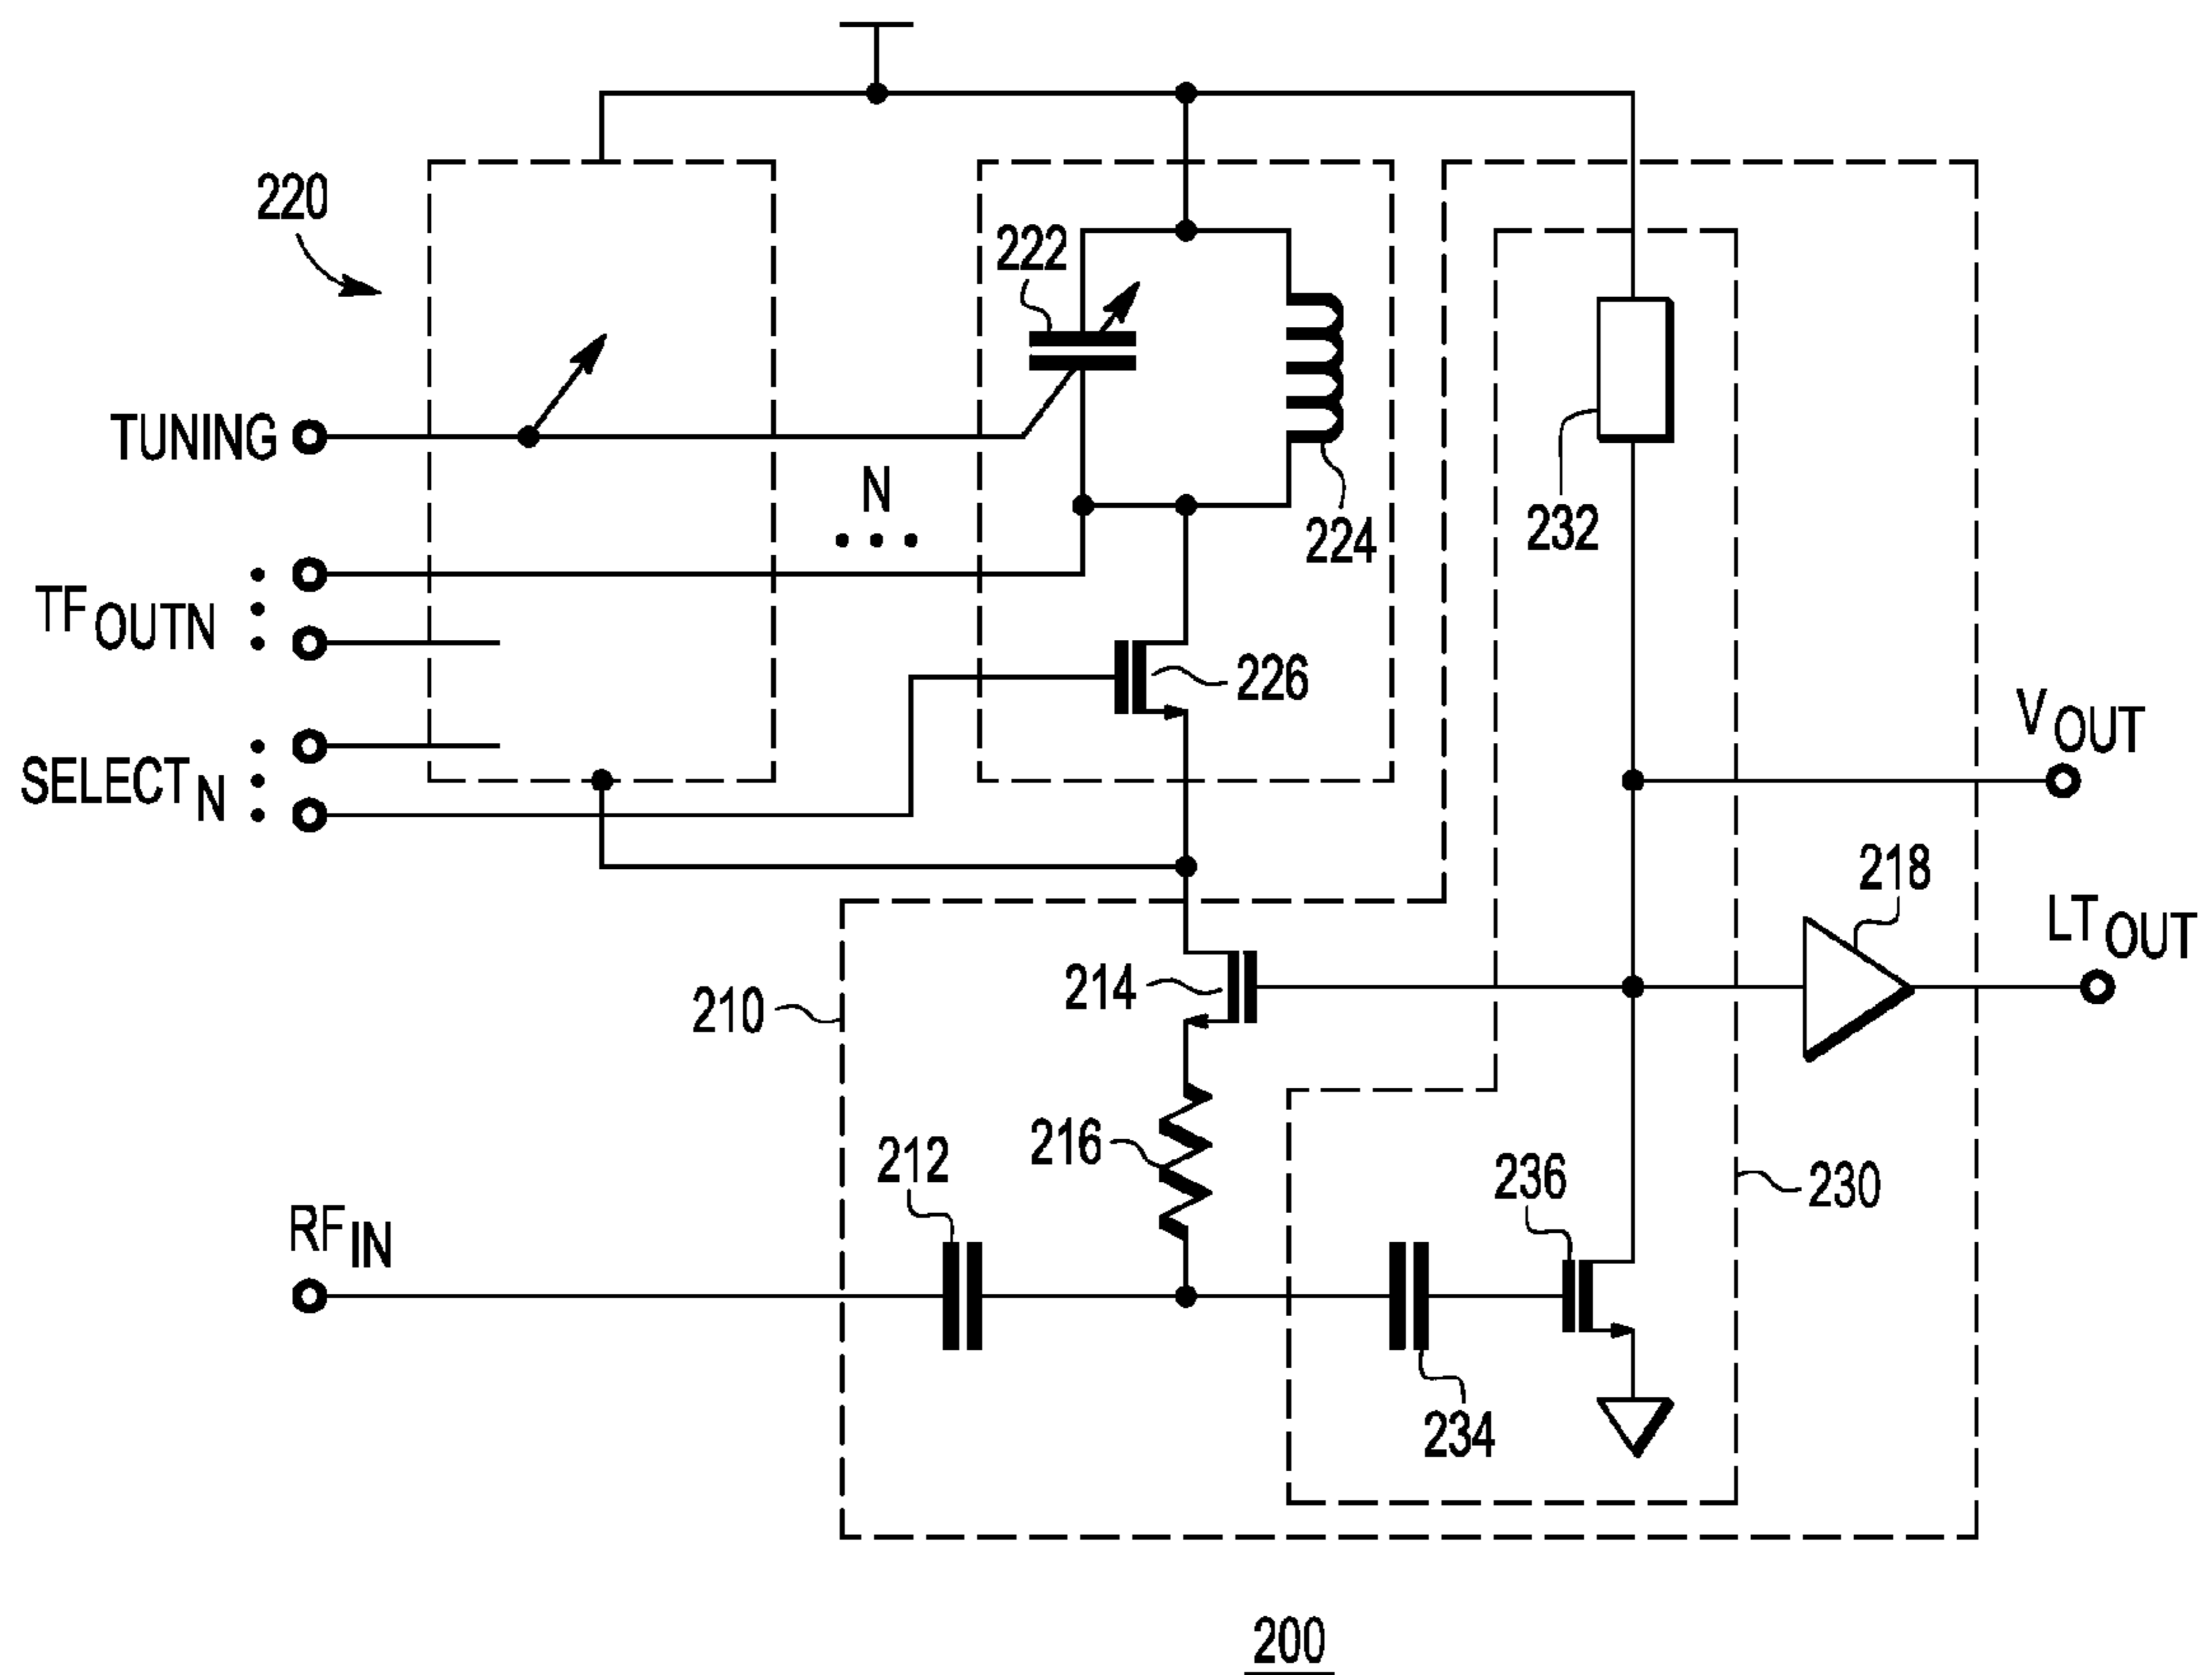 220
222
TUNING
N
224
232
TF OUTN
226
V OUT
SELECT N
218
LT OUT
214
210
216
212
236
230
RF IN
234
200